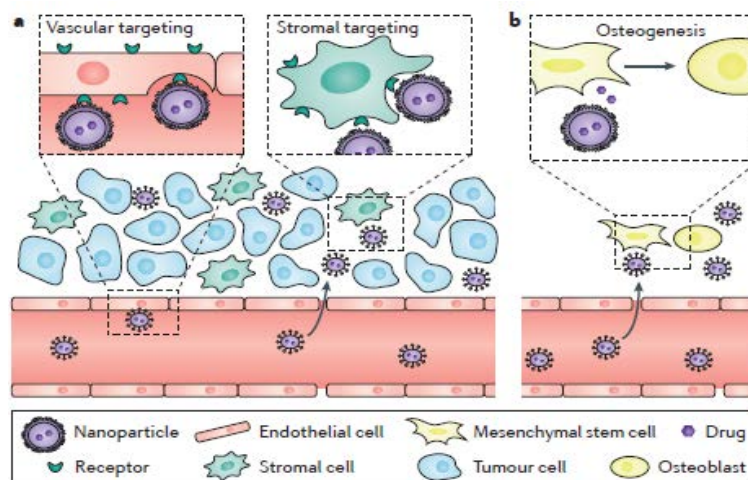 a
Vascular targeting
Stromal targeting
b
Osteogenesis
Nanoparticle
Endothelial cell
Mesenchymal stem cell
Drug
Receptor
Stromal cell
Tumour cell
Osteoblast